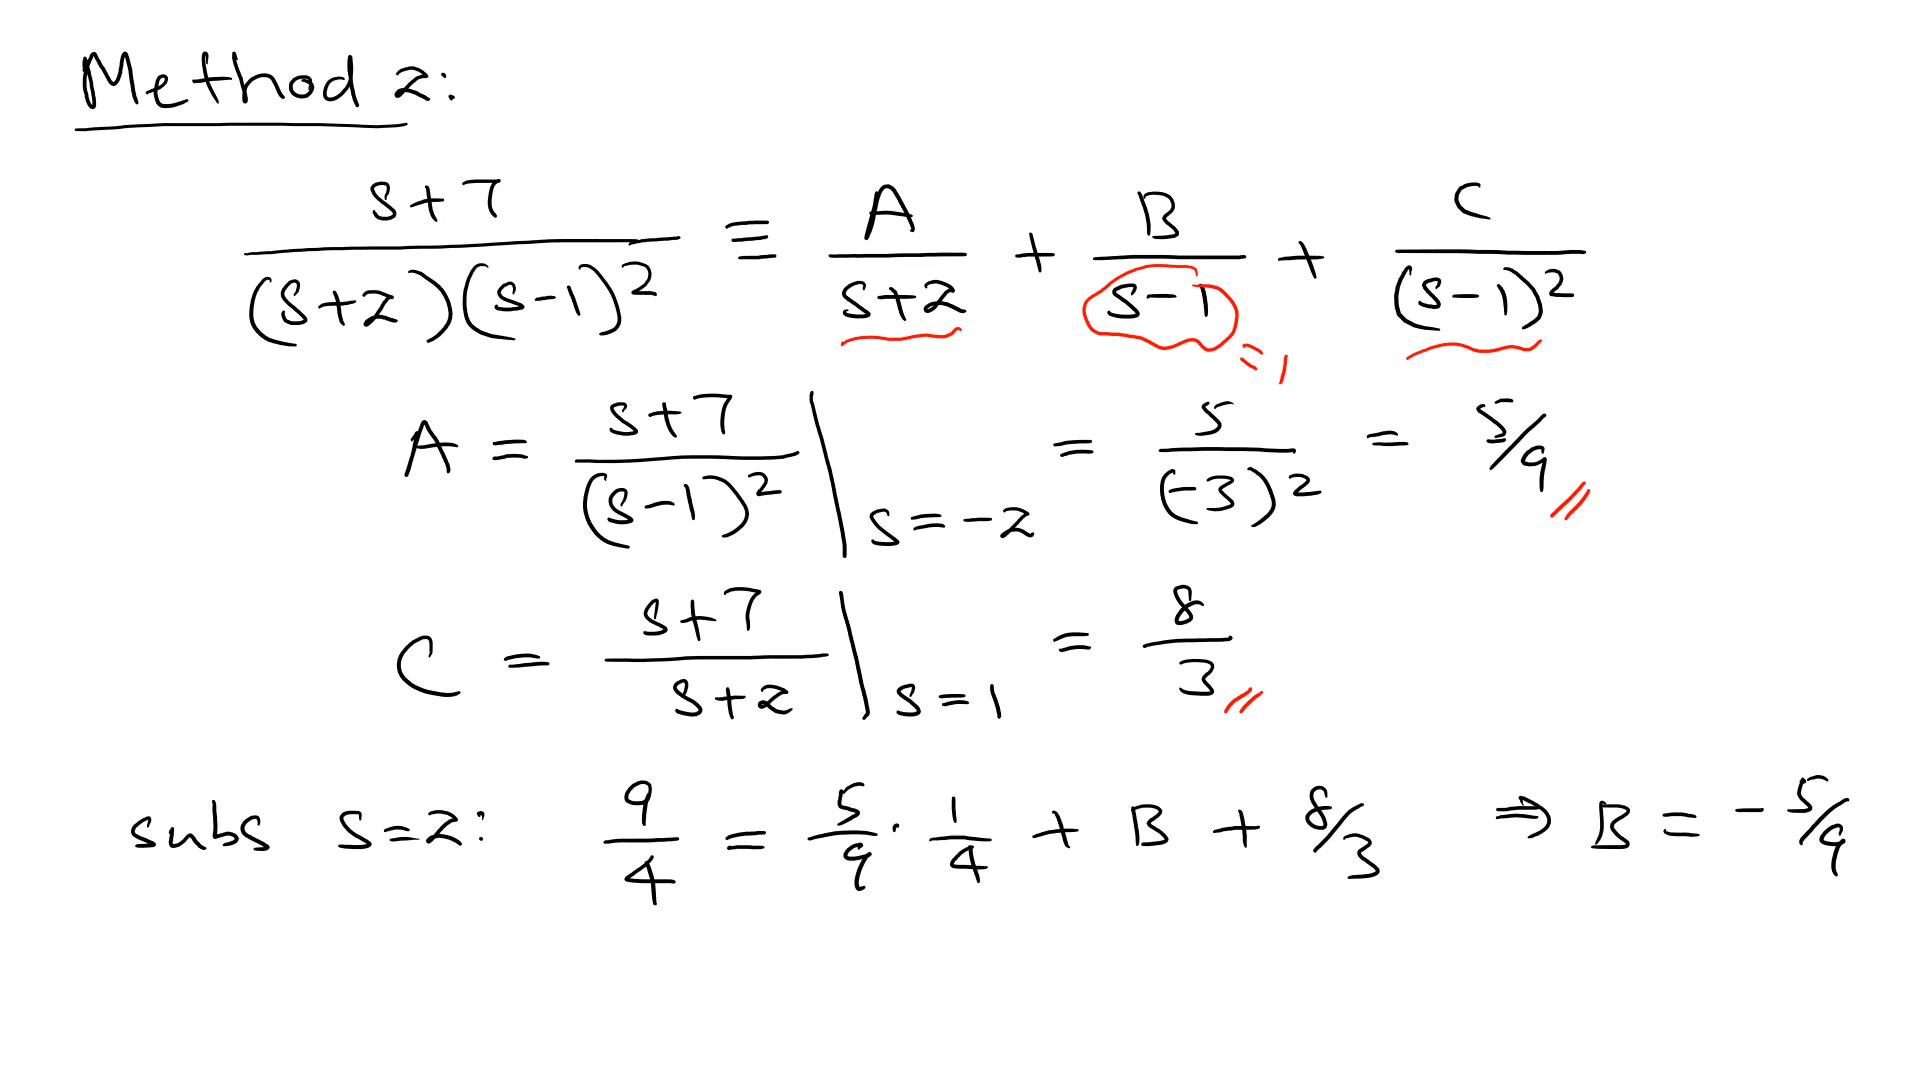 Method 2:
(s+7)/((s+2)(s-1)²) ≡ A/(s+2) + B/(s-1) + C/(s-1)²
= 1
A = (s+7)/(s-1)² |s=-2 = 5/(-3)² = 5/9 //
C = (s+7)/(s+2) |s=1 = 8/3 //
subs s=2: 9/4 = 5/9 · 1/4 + B + 8/3 ⇒ B = -5/9